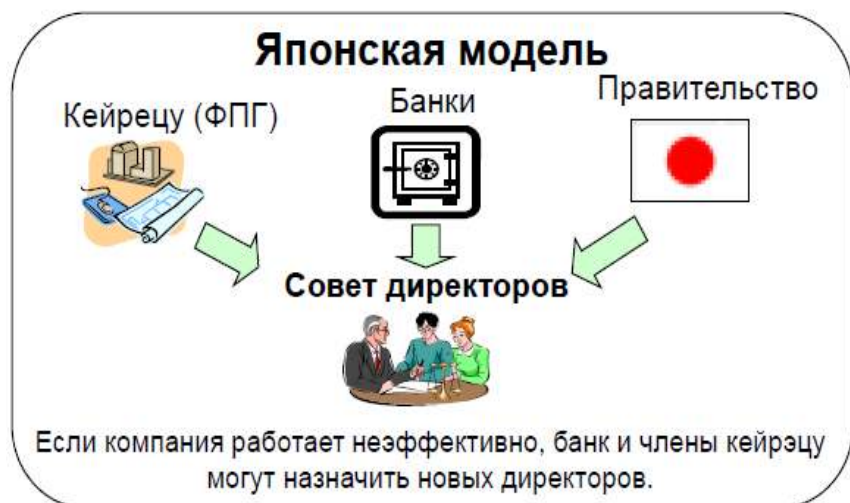 Японская модель
Кейрецу (ФПГ)
Банки
Правительство
Совет директоров
Если компания работает неэффективно, банк и члены кейрэцу
могут назначить новых директоров.